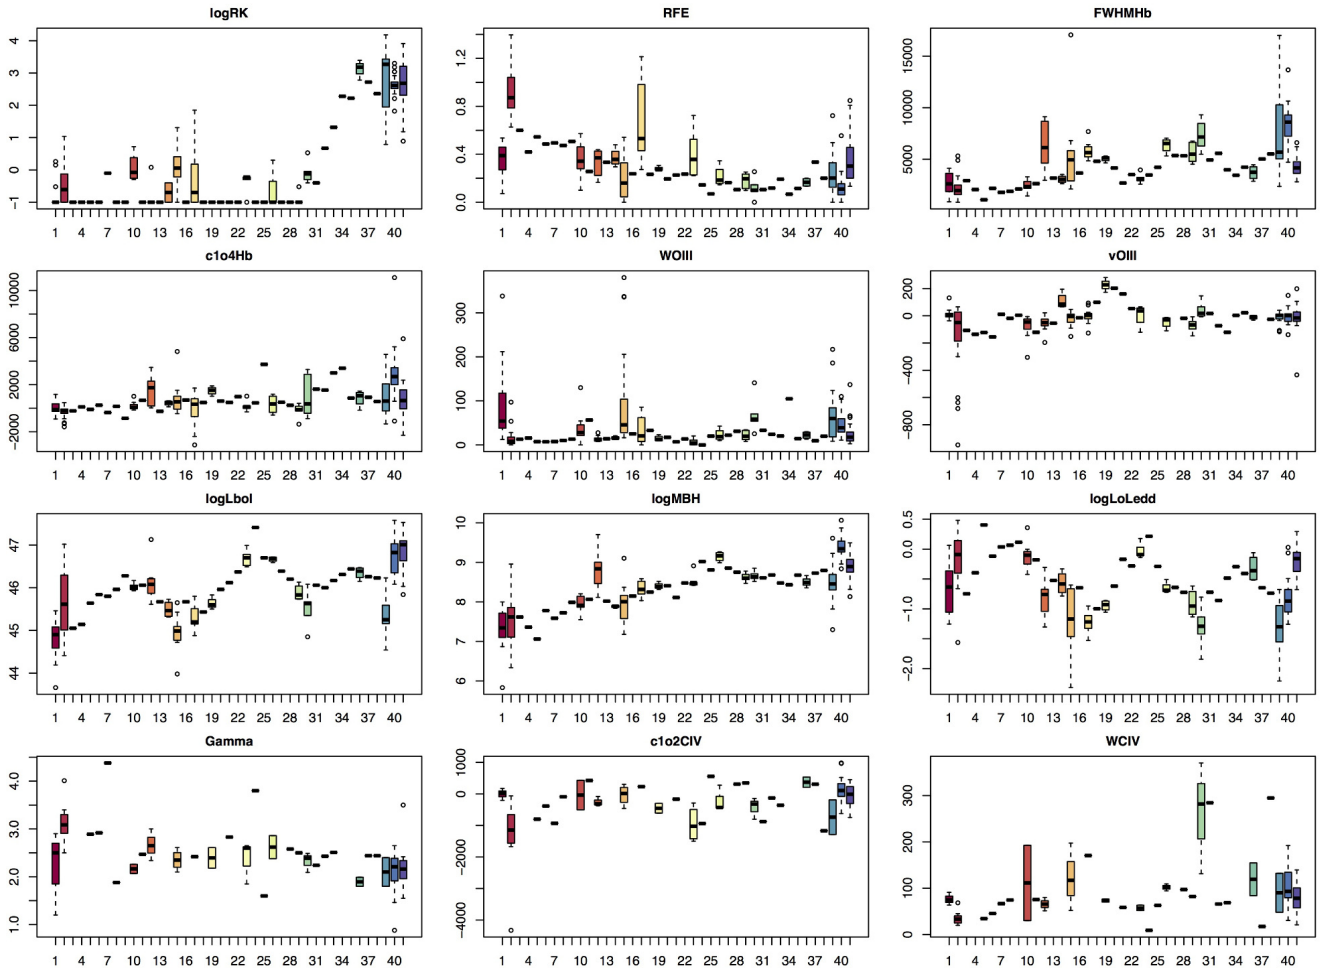 logRK
RFE
FWHMHb
−1 0 1 2 3 4
0.0 0.4 0.8 1.2
5000 10000 15000
1 4 7 10 13 16 19 22 25 28 31 34 37 40
1 4 7 10 13 16 19 22 25 28 31 34 37 40
1 4 7 10 13 16 19 22 25 28 31 34 37 40
c1o4Hb
WOIII
vOIII
−2000 2000 6000 10000
0 100 200 300
−800 −400 0 200
1 4 7 10 13 16 19 22 25 28 31 34 37 40
1 4 7 10 13 16 19 22 25 28 31 34 37 40
1 4 7 10 13 16 19 22 25 28 31 34 37 40
logLbol
logMBH
logLoLedd
44 45 46 47
6 7 8 9 10
−2.0 −1.0 0.0 0.5
1 4 7 10 13 16 19 22 25 28 31 34 37 40
1 4 7 10 13 16 19 22 25 28 31 34 37 40
1 4 7 10 13 16 19 22 25 28 31 34 37 40
Gamma
c1o2CIV
WCIV
1.0 2.0 3.0 4.0
−4000 −2000 0 1000
0 100 200 300
1 4 7 10 13 16 19 22 25 28 31 34 37 40
1 4 7 10 13 16 19 22 25 28 31 34 37 40
1 4 7 10 13 16 19 22 25 28 31 34 37 40